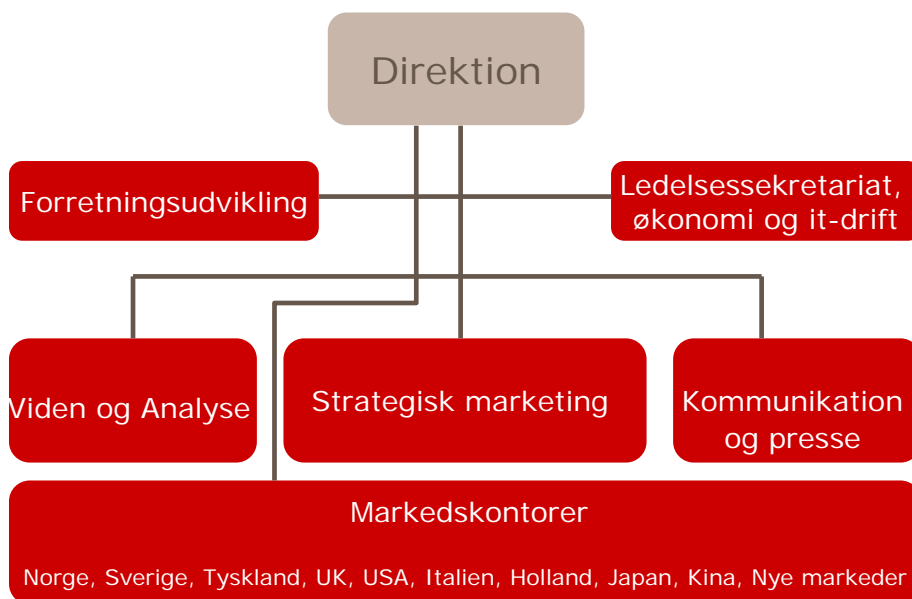 Direktion
Forretningsudvikling
Ledelsessekretariat,
økonomi og it-drift
Viden og Analyse
Strategisk marketing
Kommunikation
og presse
Markedskontorer
Norge, Sverige, Tyskland, UK, USA, Italien, Holland, Japan, Kina, Nye markeder